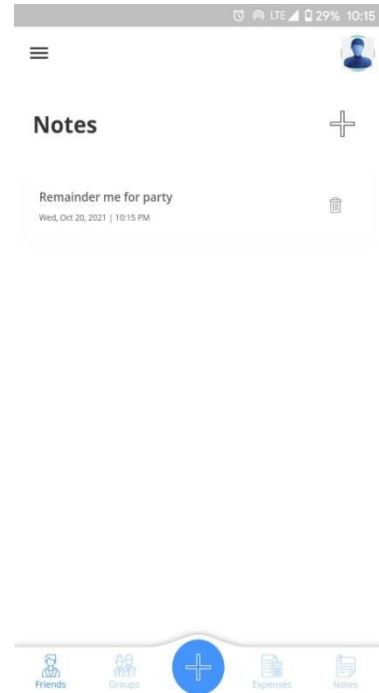 LTE 29% 10:15
Notes
Remainder me for party
Wed, Oct 20, 2021 | 10:15 PM
Friends Groups Expenses Notes